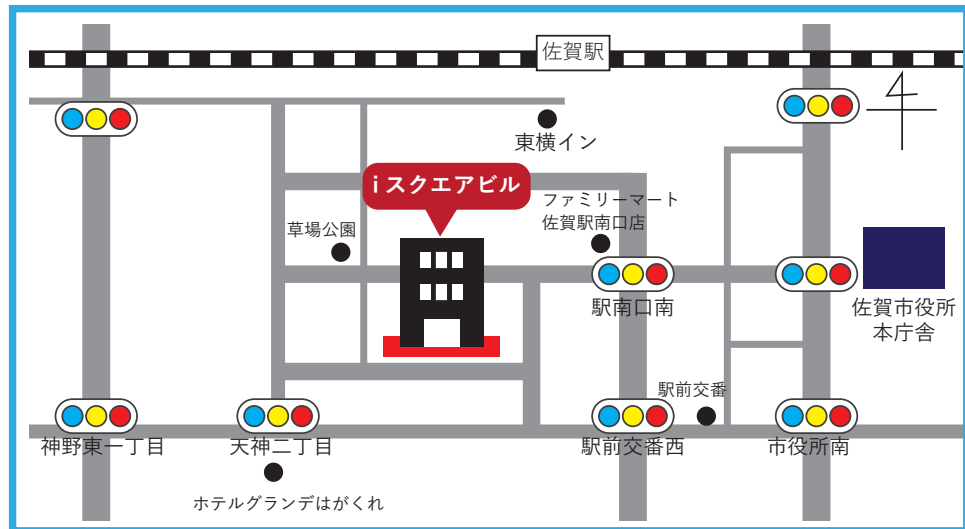 佐賀駅
東横イン
iスクエアビル
ファミリーマート
佐賀駅南口店
草場公園
駅南口南
佐賀市役所
本庁舎
駅前交番
神野東一丁目
天神二丁目
駅前交番西
市役所南
ホテルグランデはがくれ